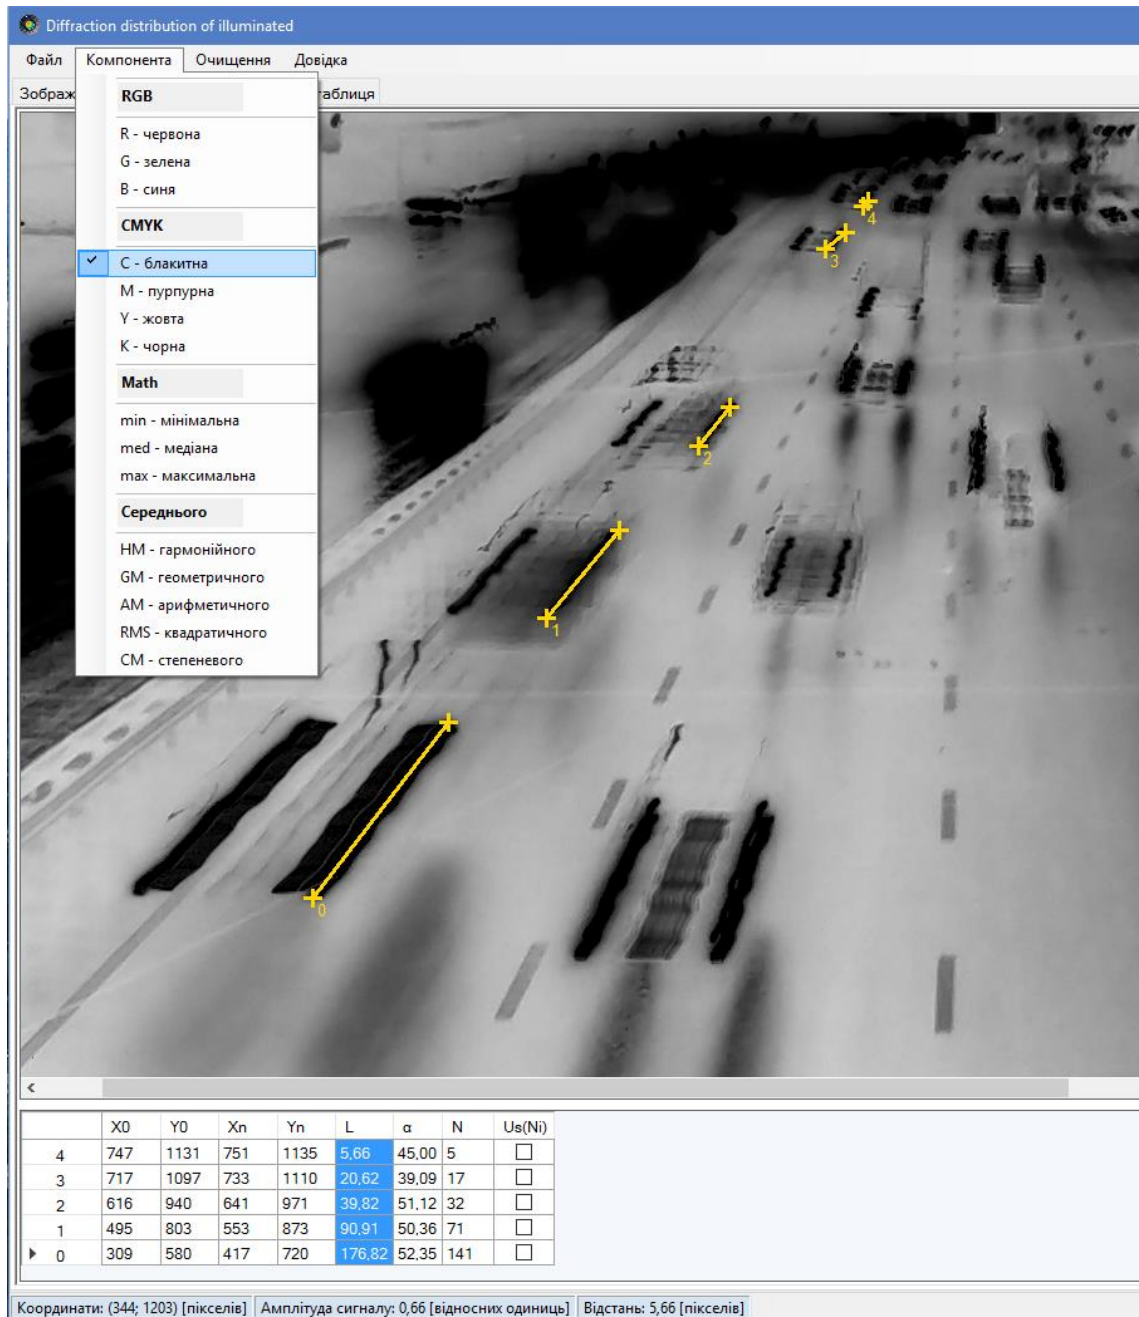 Diffraction distribution of illuminated
Файл Компонента Очищення Довідка
Зображ таблиця
RGB
R - червона
G - зелена
B - синя
CMYK
C - блакитна
M - пурпурна
Y - жовта
K - чорна
Math
min - мінімальна
med - медіана
max - максимальна
Середнього
HM - гармонійного
GM - геометричного
AM - арифметичного
RMS - квадратичного
CM - степеневого
4
3
2
1
0
X0 Y0 Xn Yn L α N Us(Ni)
4 747 1131 751 1135 5,66 45,00 5
3 717 1097 733 1110 20,62 39,09 17
2 616 940 641 971 39,82 51,12 32
1 495 803 553 873 90,91 50,36 71
0 309 580 417 720 176,82 52,35 141
Координати: (344; 1203) [пікселів] Амплітуда сигналу: 0,66 [відносних одиниць] Відстань: 5,66 [пікселів]